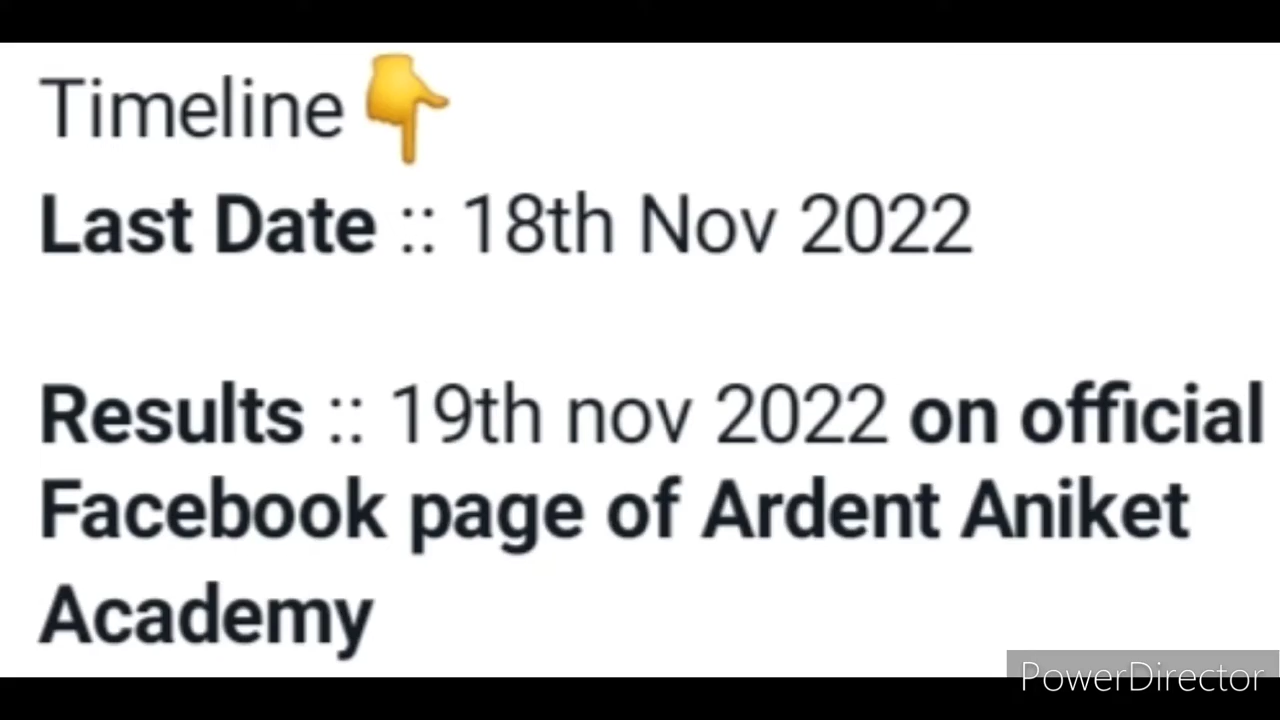 Timeline👇
Last Date :: 18th Nov 2022
Results :: 19th nov 2022 on official
Facebook page of Ardent Aniket
Academy
PowerDirector